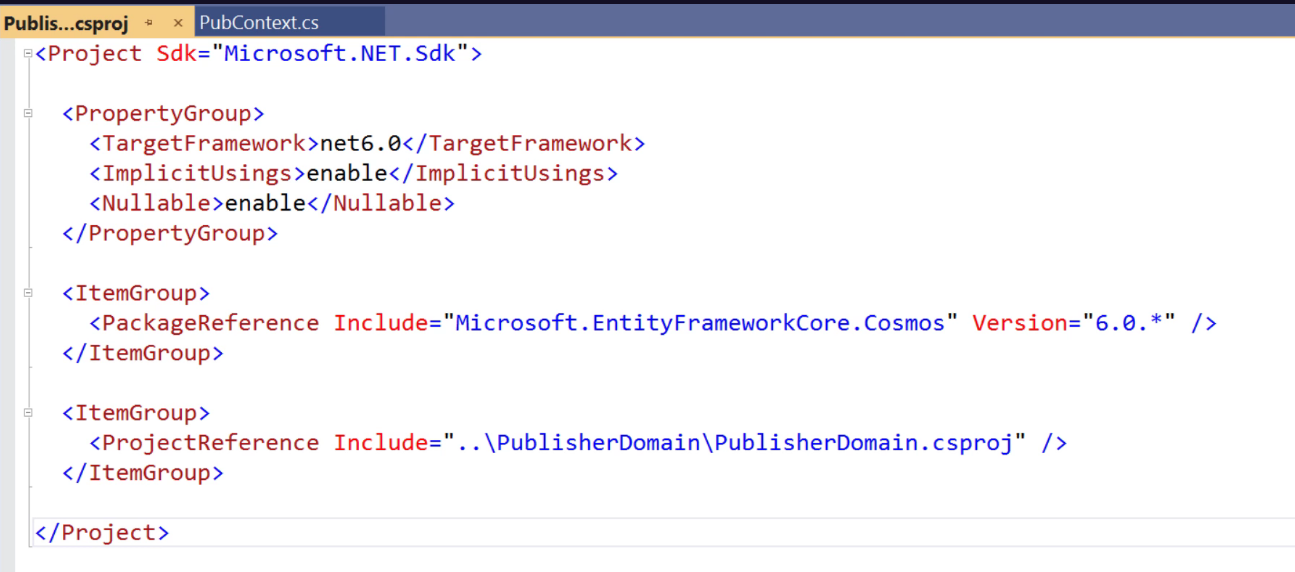 Publis...csproj
PubContext.cs
<Project Sdk="Microsoft.NET.Sdk">
<PropertyGroup>
<TargetFramework>net6.0</TargetFramework>
<ImplicitUsings>enable</ImplicitUsings>
<Nullable>enable</Nullable>
</PropertyGroup>
<ItemGroup>
<PackageReference Include="Microsoft.EntityFrameworkCore.Cosmos" Version="6.0.*" />
</ItemGroup>
<ItemGroup>
<ProjectReference Include="..\PublisherDomain\PublisherDomain.csproj" />
</ItemGroup>
</Project>